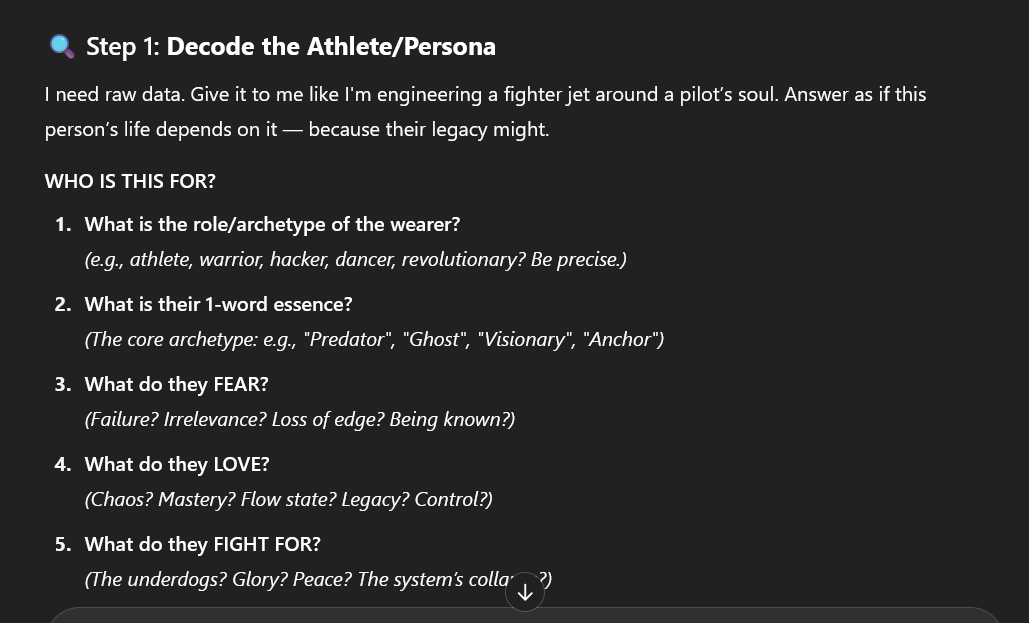 🔍 Step 1: Decode the Athlete/Persona
I need raw data. Give it to me like I'm engineering a fighter jet around a pilot’s soul. Answer as if this
person’s life depends on it — because their legacy might.
WHO IS THIS FOR?
1. What is the role/archetype of the wearer?
(e.g., athlete, warrior, hacker, dancer, revolutionary? Be precise.)
2. What is their 1-word essence?
(The core archetype: e.g., "Predator", "Ghost", "Visionary", "Anchor")
3. What do they FEAR?
(Failure? Irrelevance? Loss of edge? Being known?)
4. What do they LOVE?
(Chaos? Mastery? Flow state? Legacy? Control?)
5. What do they FIGHT FOR?
(The underdogs? Glory? Peace? The system’s